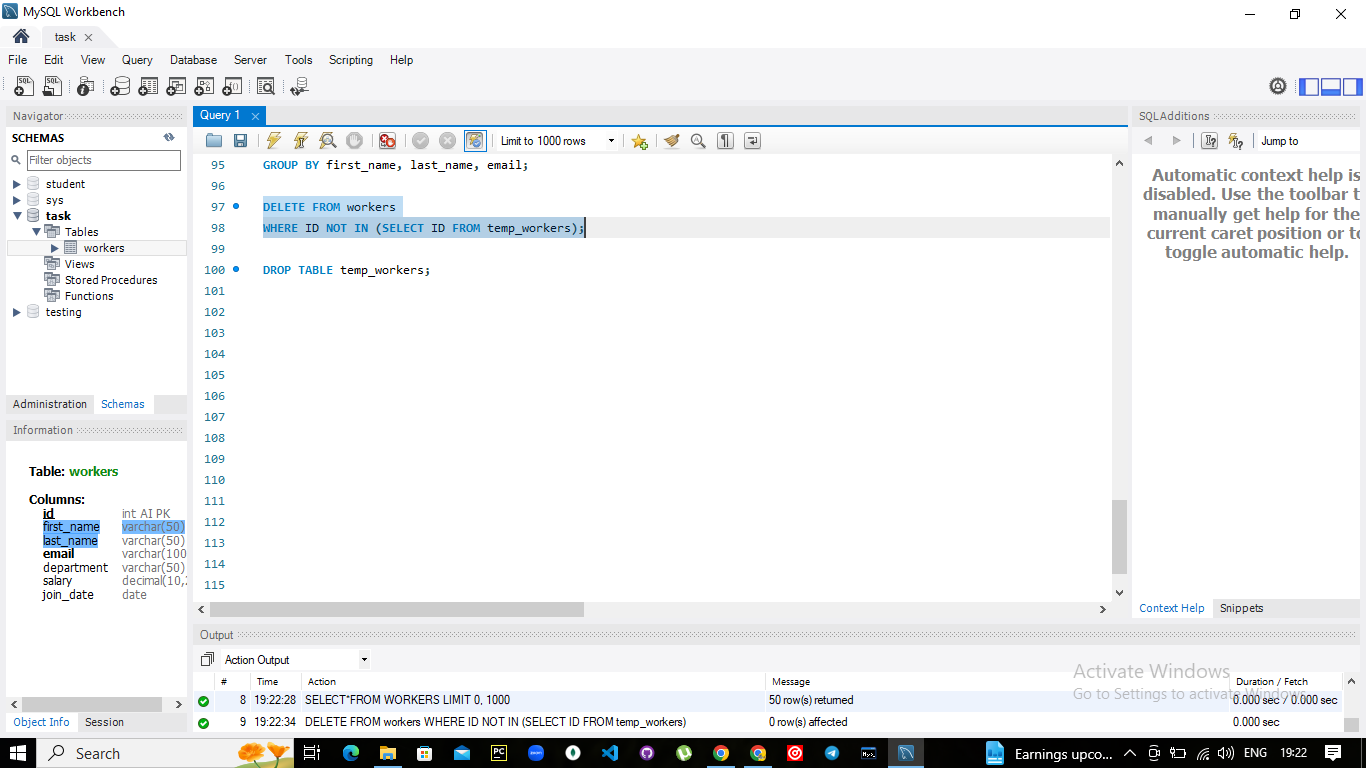 MySQL Workbench
task
File Edit View Query Database Server Tools Scripting Help
Navigator
SCHEMAS
Filter objects
student
sys
task
Tables
workers
Views
Stored Procedures
Functions
testing
Administration Schemas
Information
Table: workers
Columns:
id int AI PK
first_name varchar(50)
last_name varchar(50)
email varchar(100
department varchar(50)
salary decimal(10,2
join_date date
Object Info Session
Query 1
Limit to 1000 rows
95 GROUP BY first_name, last_name, email;
96
97 DELETE FROM workers
98 WHERE ID NOT IN (SELECT ID FROM temp_workers);
99
100 DROP TABLE temp_workers;
101
102
103
104
105
106
107
108
109
110
111
112
113
114
115
SQLAdditions
Jump to
Automatic context help is
disabled. Use the toolbar t
manually get help for the
current caret position or to
toggle automatic help.
Context Help Snippets
Output
Action Output
# Time Action Message Duration / Fetch
8 19:22:28 SELECT*FROM WORKERS LIMIT 0, 1000 50 row(s) returned 0.000 sec / 0.000 sec
9 19:22:34 DELETE FROM workers WHERE ID NOT IN (SELECT ID FROM temp_workers) 0 row(s) affected 0.000 sec
Activate Windows
Go to Settings to activate Windows.
Search
Earnings upco... ENG 19:22